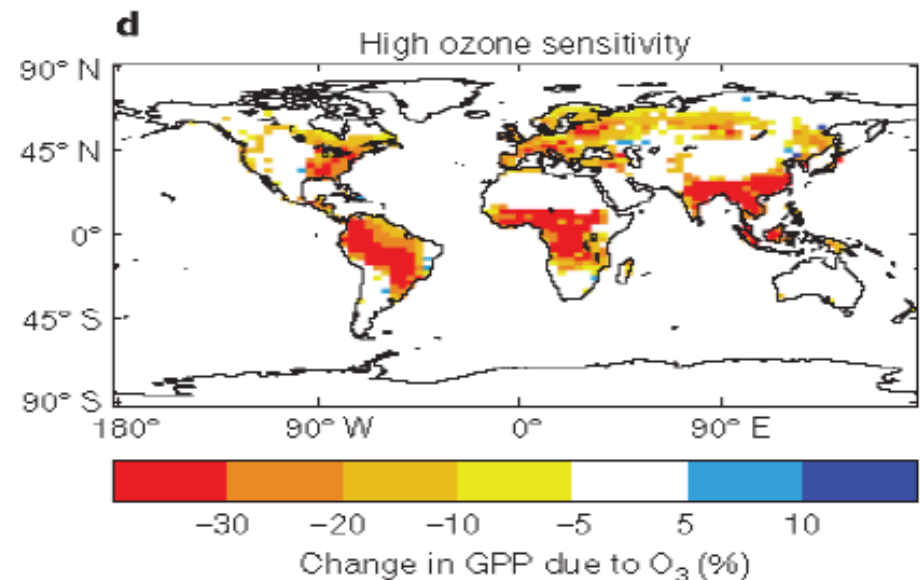 d
High ozone sensitivity
90° N
45° N
0°
45° S
90° S
180° 90° W 0° 90° E
−30 −20 −10 −5 5 10
Change in GPP due to O₃ (%)